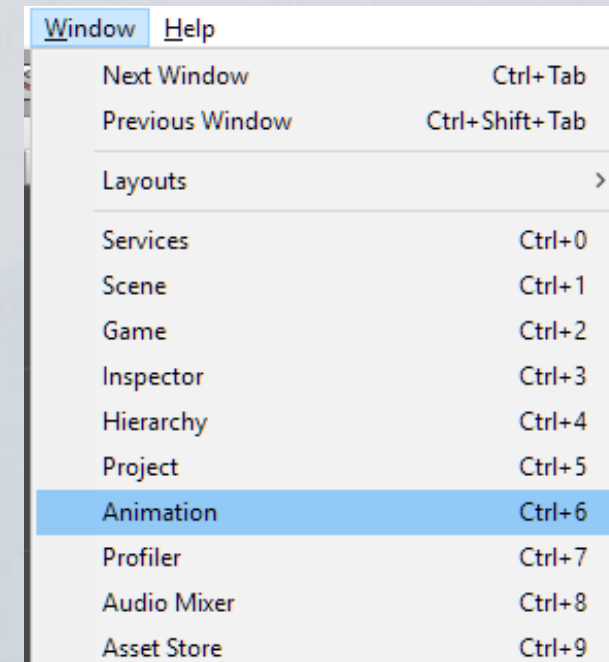 Window Help
Next Window Ctrl+Tab
Previous Window Ctrl+Shift+Tab
Layouts >
Services Ctrl+0
Scene Ctrl+1
Game Ctrl+2
Inspector Ctrl+3
Hierarchy Ctrl+4
Project Ctrl+5
Animation Ctrl+6
Profiler Ctrl+7
Audio Mixer Ctrl+8
Asset Store Ctrl+9